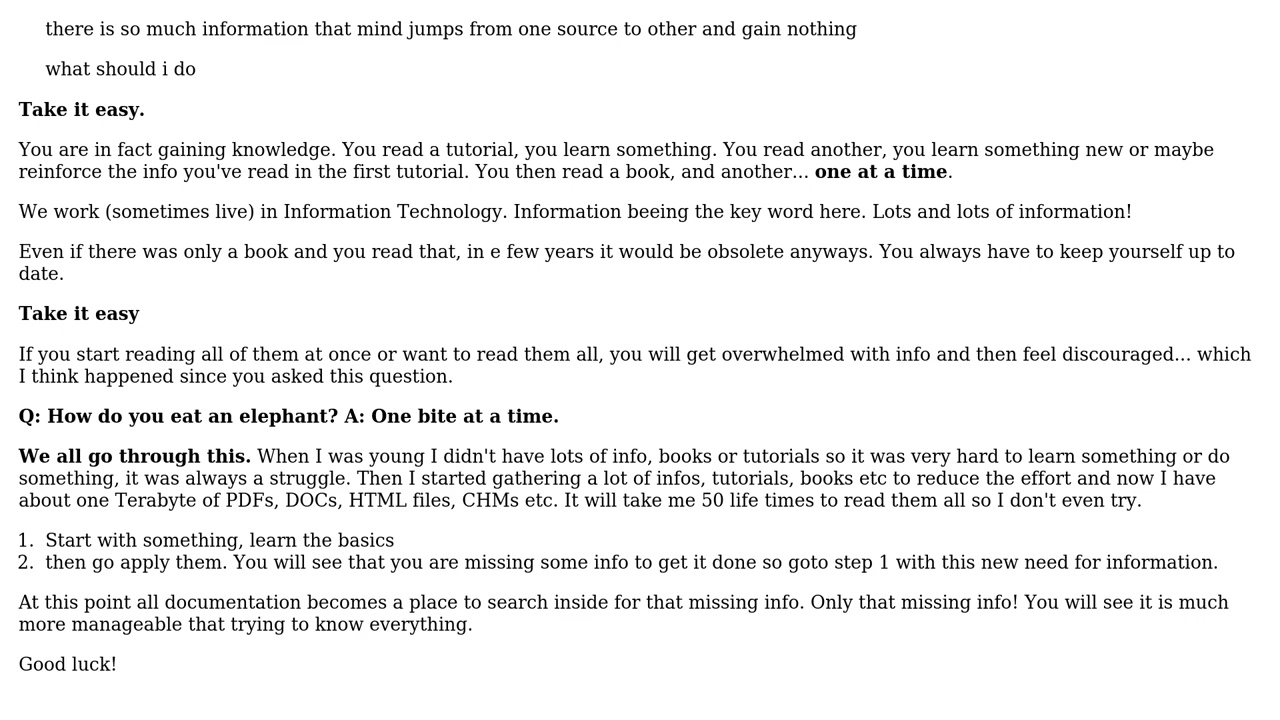 there is so much information that mind jumps from one source to other and gain nothing
what should i do
Take it easy.
You are in fact gaining knowledge. You read a tutorial, you learn something. You read another, you learn something new or maybe
reinforce the info you've read in the first tutorial. You then read a book, and another... one at a time.
We work (sometimes live) in Information Technology. Information beeing the key word here. Lots and lots of information!
Even if there was only a book and you read that, in e few years it would be obsolete anyways. You always have to keep yourself up to
date.
Take it easy
If you start reading all of them at once or want to read them all, you will get overwhelmed with info and then feel discouraged... which
I think happened since you asked this question.
Q: How do you eat an elephant? A: One bite at a time.
We all go through this. When I was young I didn't have lots of info, books or tutorials so it was very hard to learn something or do
something, it was always a struggle. Then I started gathering a lot of infos, tutorials, books etc to reduce the effort and now I have
about one Terabyte of PDFs, DOCs, HTML files, CHMs etc. It will take me 50 life times to read them all so I don't even try.
1. Start with something, learn the basics
2. then go apply them. You will see that you are missing some info to get it done so goto step 1 with this new need for information.
At this point all documentation becomes a place to search inside for that missing info. Only that missing info! You will see it is much
more manageable that trying to know everything.
Good luck!